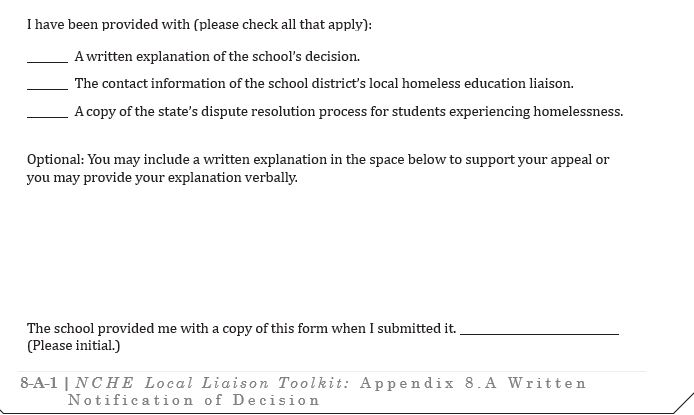 I have been provided with (please check all that apply):
______ A written explanation of the school’s decision.
______ The contact information of the school district’s local homeless education liaison.
______ A copy of the state’s dispute resolution process for students experiencing homelessness.
Optional: You may include a written explanation in the space below to support your appeal or
you may provide your explanation verbally.
The school provided me with a copy of this form when I submitted it. _______________________
(Please initial.)
8-A-1 | NCHE Local Liaison Toolkit: Appendix 8.A Written
Notification of Decision